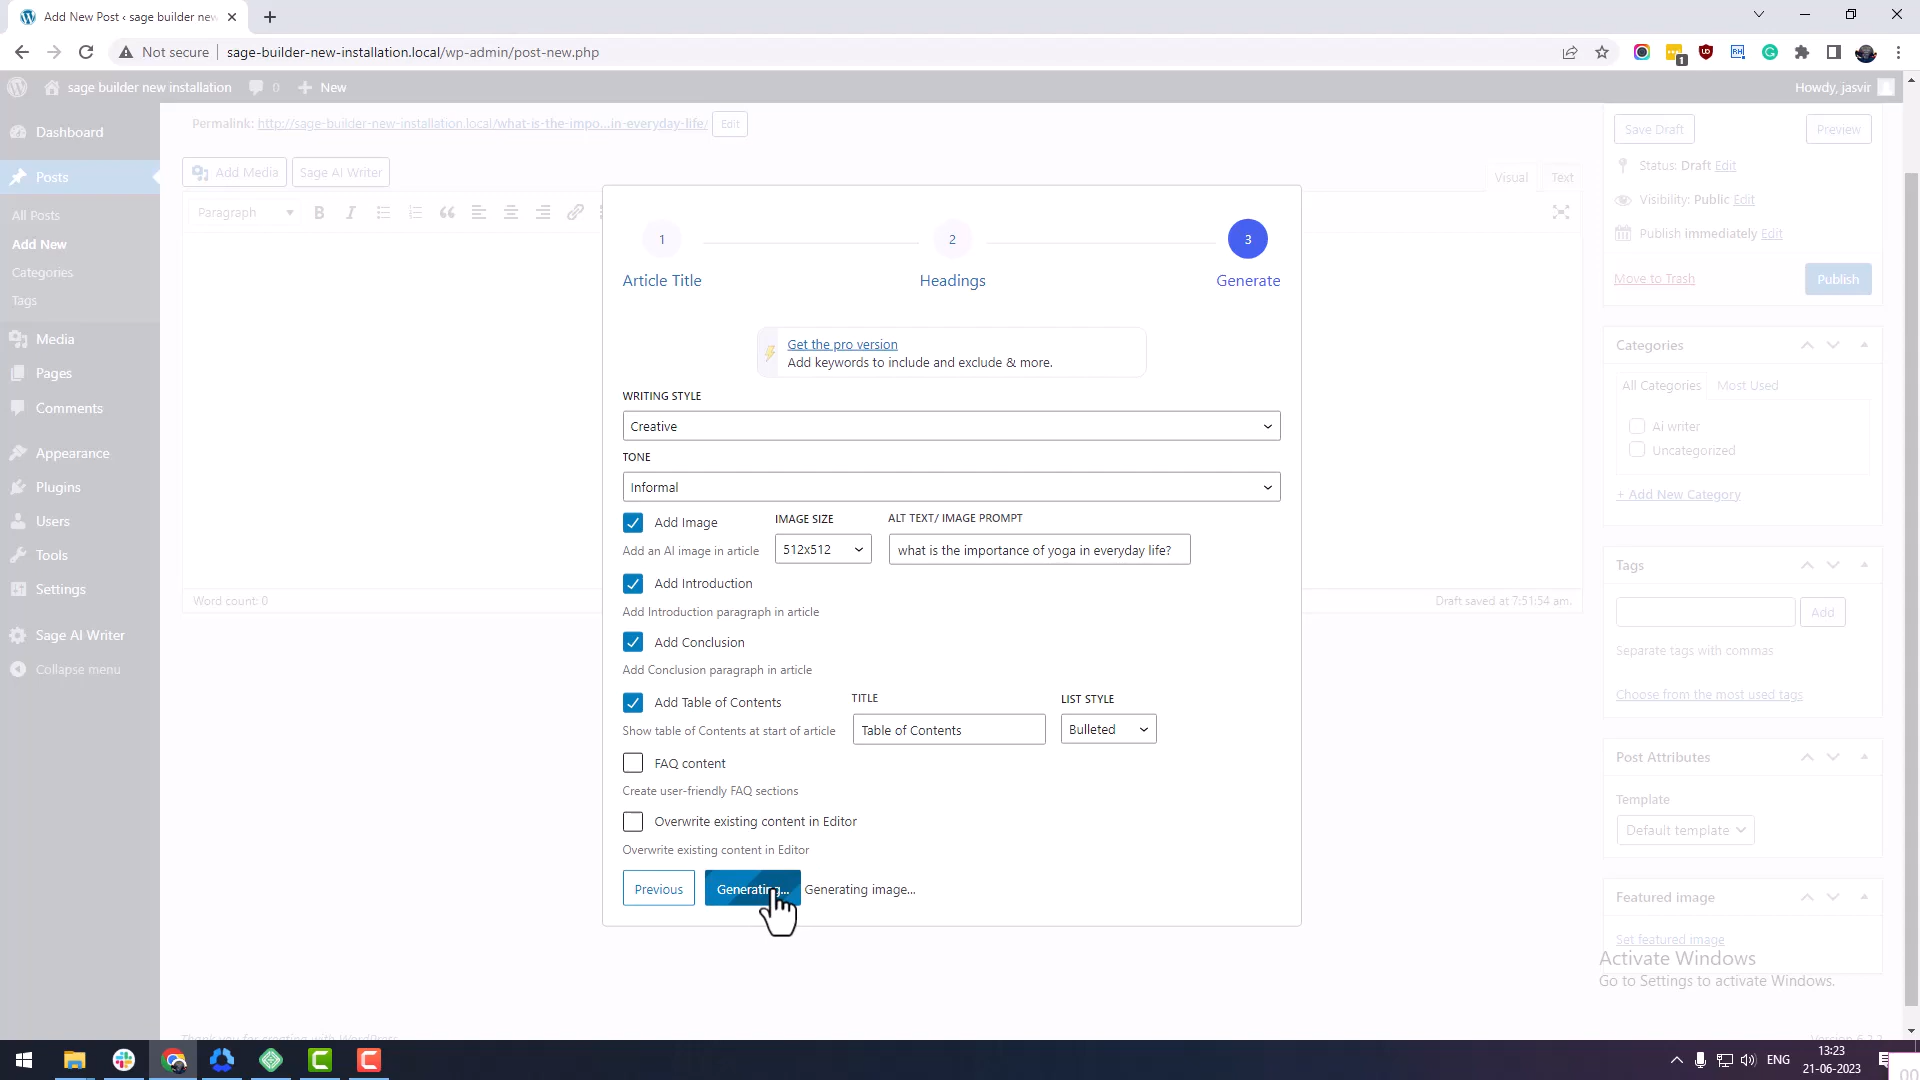 Add New Post ‹ sage builder new
Not secure
sage-builder-new-installation.local/wp-admin/post-new.php
1
sage builder new installation
0
New
Howdy, jasvir
Dashboard
Posts
All Posts
Add New
Categories
Tags
Media
Pages
Comments
Appearance
Plugins
Users
Tools
Settings
Sage AI Writer
Collapse menu
Permalink: http://sage-builder-new-installation.local/what-is-the-impo...in-everyday-life/
Edit
Add Media
Sage AI Writer
Visual
Text
Paragraph
Word count: 0
Draft saved at 7:51:54 am.
1
2
3
Article Title
Headings
Generate
Get the pro version
Add keywords to include and exclude & more.
WRITING STYLE
Creative
TONE
Informal
Add Image
IMAGE SIZE
ALT TEXT/ IMAGE PROMPT
Add an AI image in article
512x512
what is the importance of yoga in everyday life?
Add Introduction
Add Introduction paragraph in article
Add Conclusion
Add Conclusion paragraph in article
Add Table of Contents
TITLE
LIST STYLE
Show table of Contents at start of article
Table of Contents
Bulleted
FAQ content
Create user-friendly FAQ sections
Overwrite existing content in Editor
Overwrite existing content in Editor
Previous
Generating...
Generating image...
Save Draft
Preview
Status: Draft Edit
Visibility: Public Edit
Publish immediately Edit
Move to Trash
Publish
Categories
All Categories
Most Used
Ai writer
Uncategorized
+ Add New Category
Tags
Add
Separate tags with commas
Choose from the most used tags
Post Attributes
Template
Default template
Featured image
Set featured image
Activate Windows
Go to Settings to activate Windows.
Thank you for creating with WordPress
ENG
13:23
21-06-2023